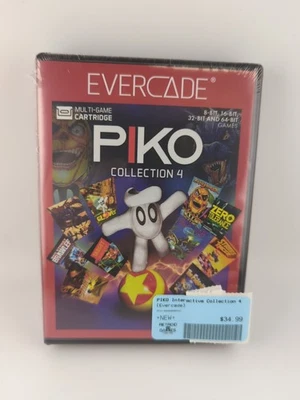 EVERCADE
MULTI-GAME
CARTRIDGE
8-BIT, 16-BIT,
32-BIT AND 64-BIT
GAMES
PIKO
COLLECTION 4
ZERO
PIKO Interactive Collection 4
(Evercade)
*NEW*
$34.99